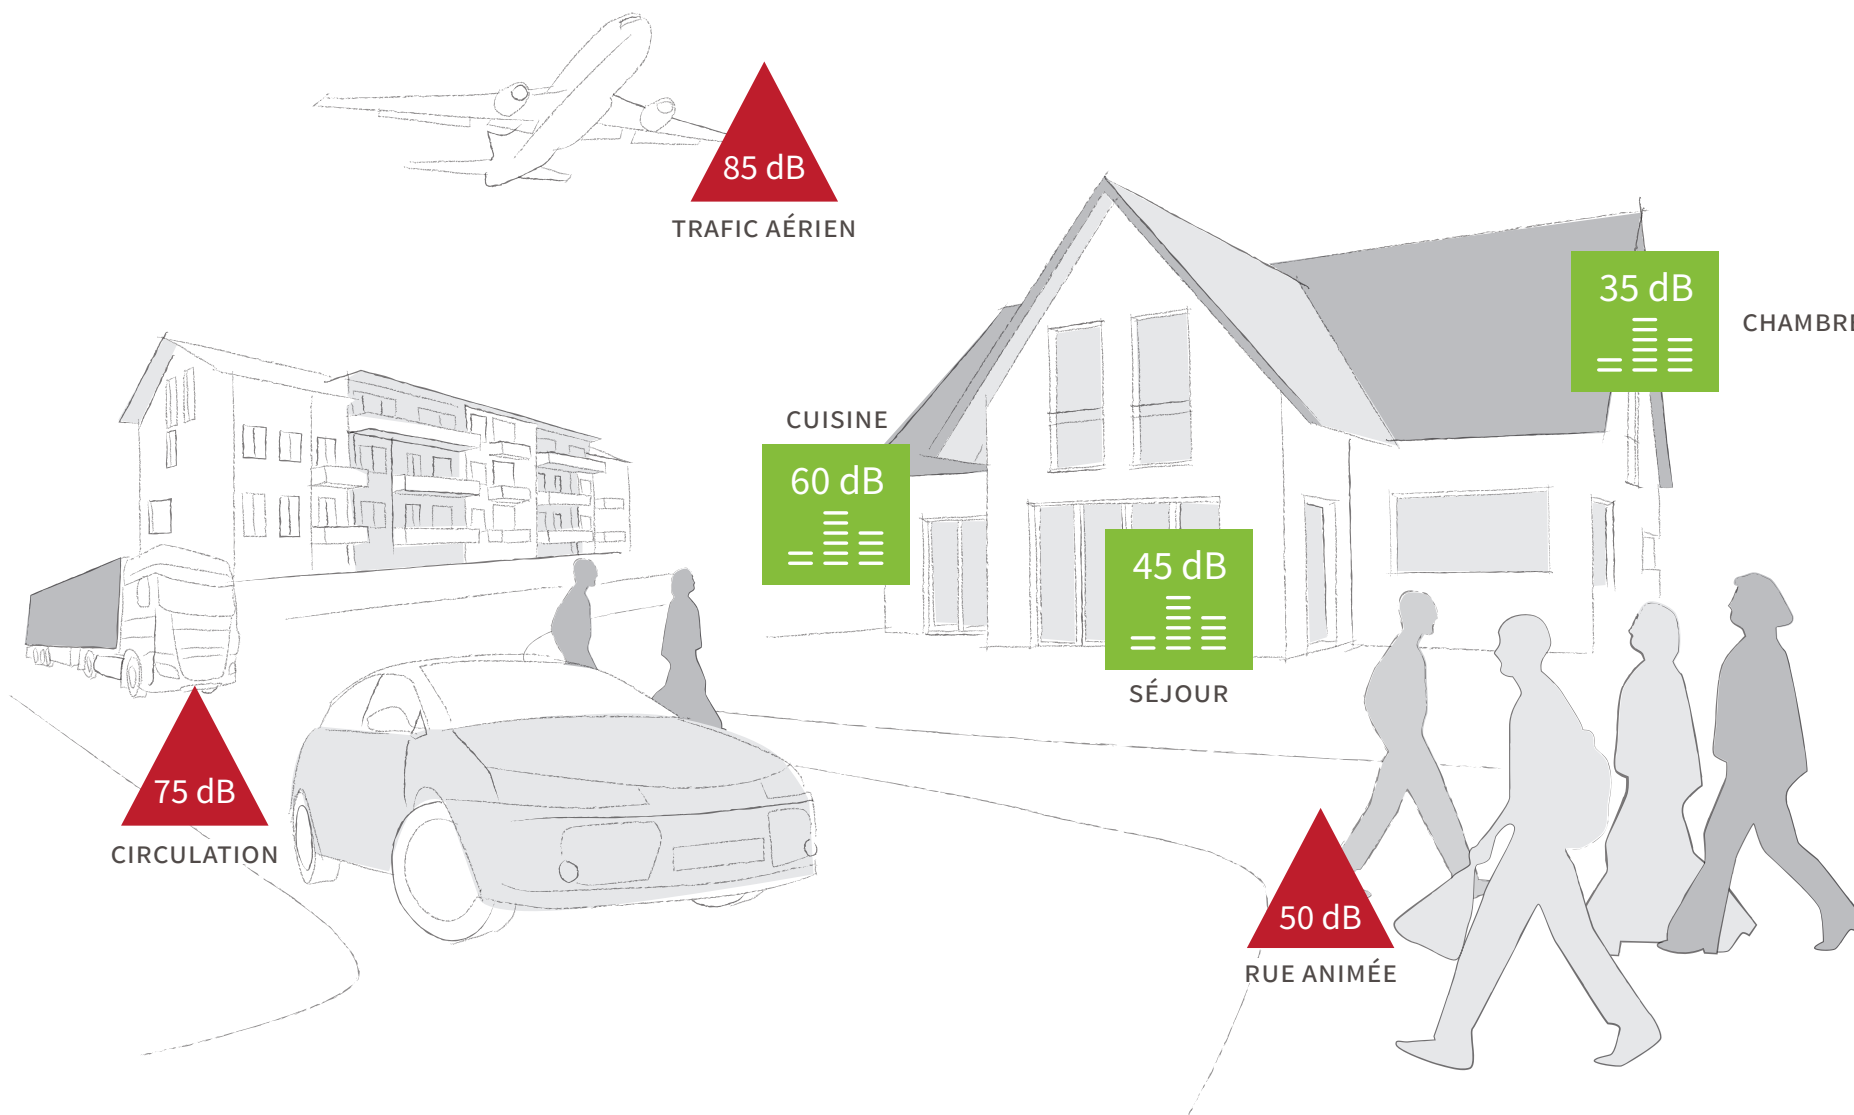 85 dB
TRAFIC AÉRIEN
35 dB
CHAMBRE
CUISINE
60 dB
45 dB
SÉJOUR
75 dB
CIRCULATION
50 dB
RUE ANIMÉE